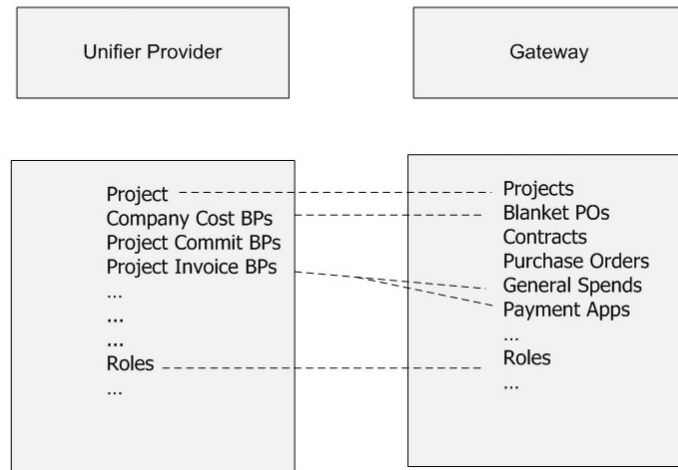 Unifier Provider
Gateway
Project
Company Cost BPs
Project Commit BPs
Project Invoice BPs
...
...
...
Roles
...
Projects
Blanket POs
Contracts
Purchase Orders
General Spends
Payment Apps
...
Roles
...